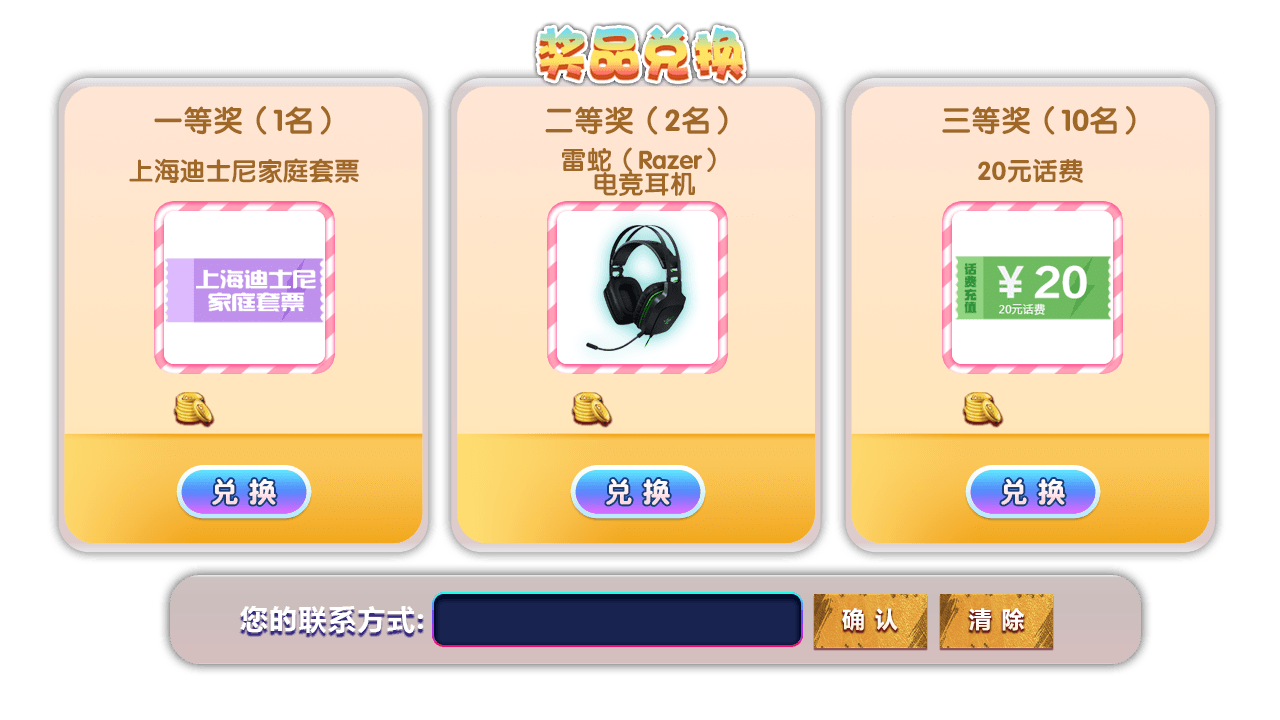 奖品兑换
一等奖（1名）
上海迪士尼家庭套票
上海迪士尼
家庭套票
兑换
二等奖（2名）
雷蛇（Razer）
电竞耳机
兑换
三等奖（10名）
20元话费
话费充值
¥20
20元话费
兑换
您的联系方式:
确认
清除